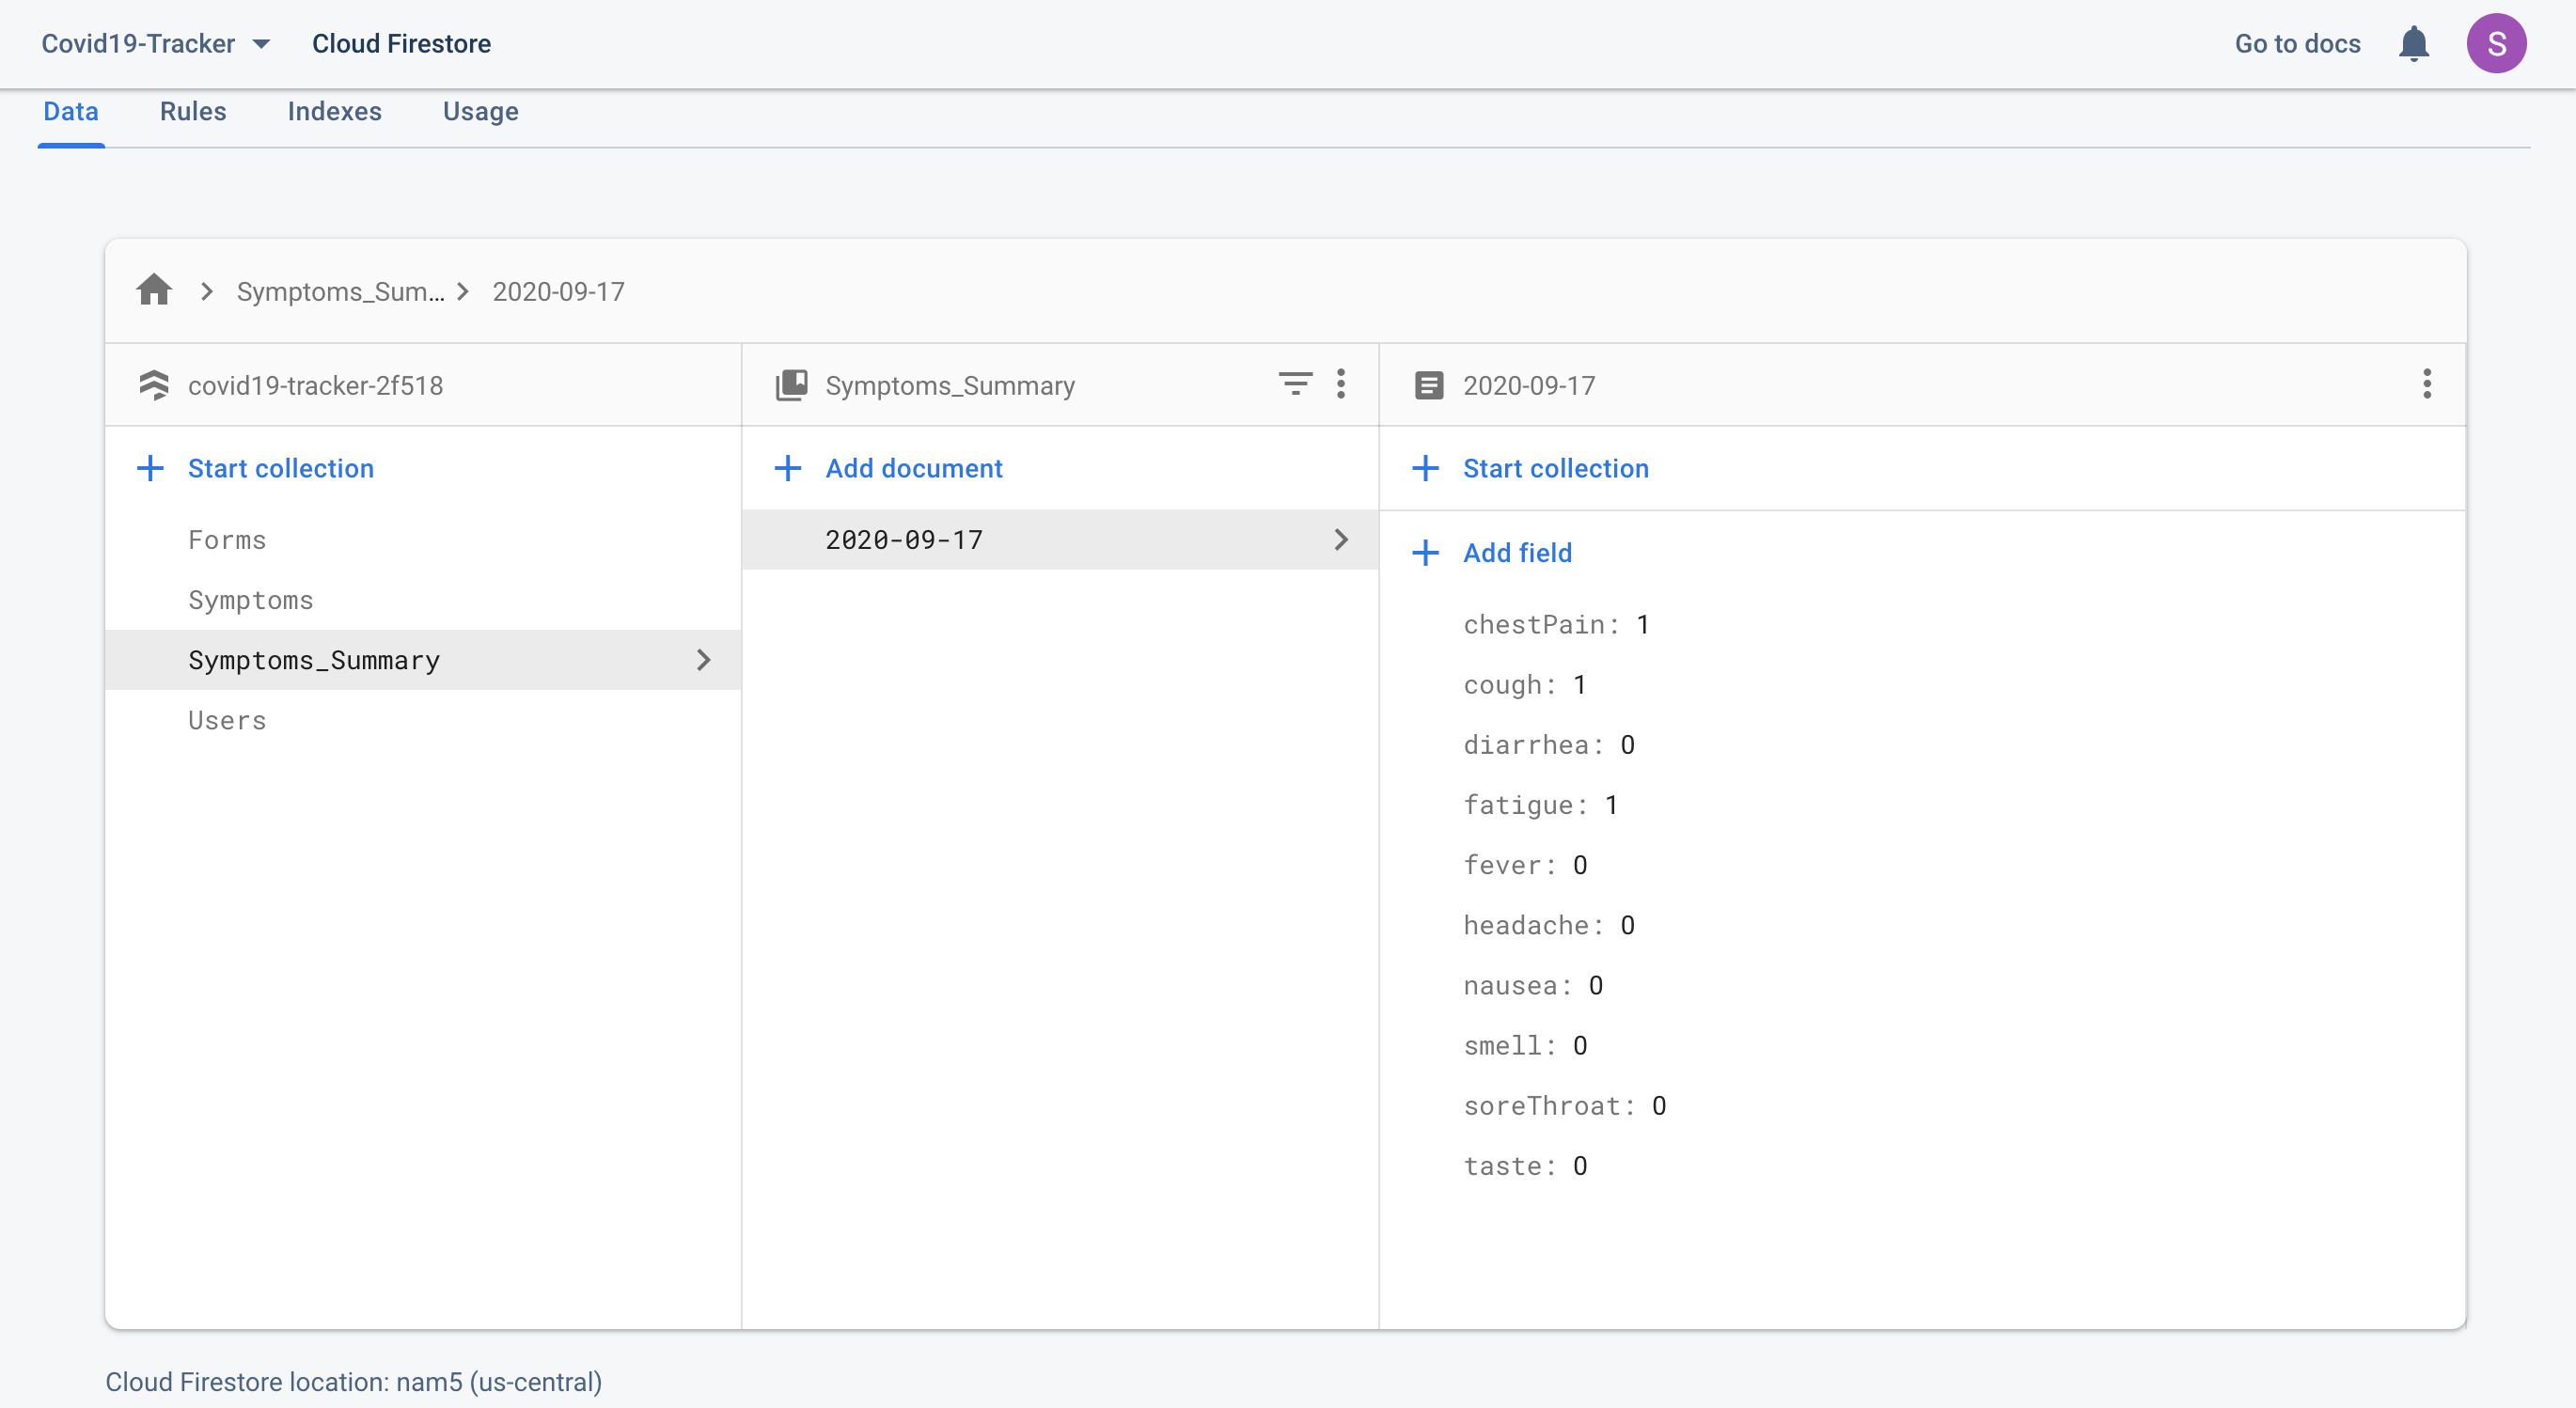 Covid19-Tracker Cloud Firestore Go to docs S
Data Rules Indexes Usage
Symptoms_Sum... 2020-09-17
covid19-tracker-2f518
Start collection
Forms
Symptoms
Symptoms_Summary
Users
Symptoms_Summary
Add document
2020-09-17
2020-09-17
Start collection
Add field
chestPain: 1
cough: 1
diarrhea: 0
fatigue: 1
fever: 0
headache: 0
nausea: 0
smell: 0
soreThroat: 0
taste: 0
Cloud Firestore location: nam5 (us-central)